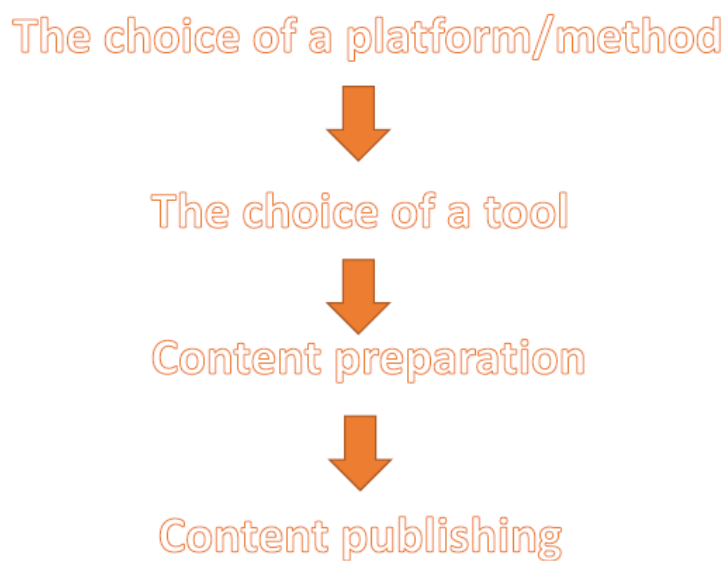 The choice of a platform/method
The choice of a tool
Content preparation
Content publishing